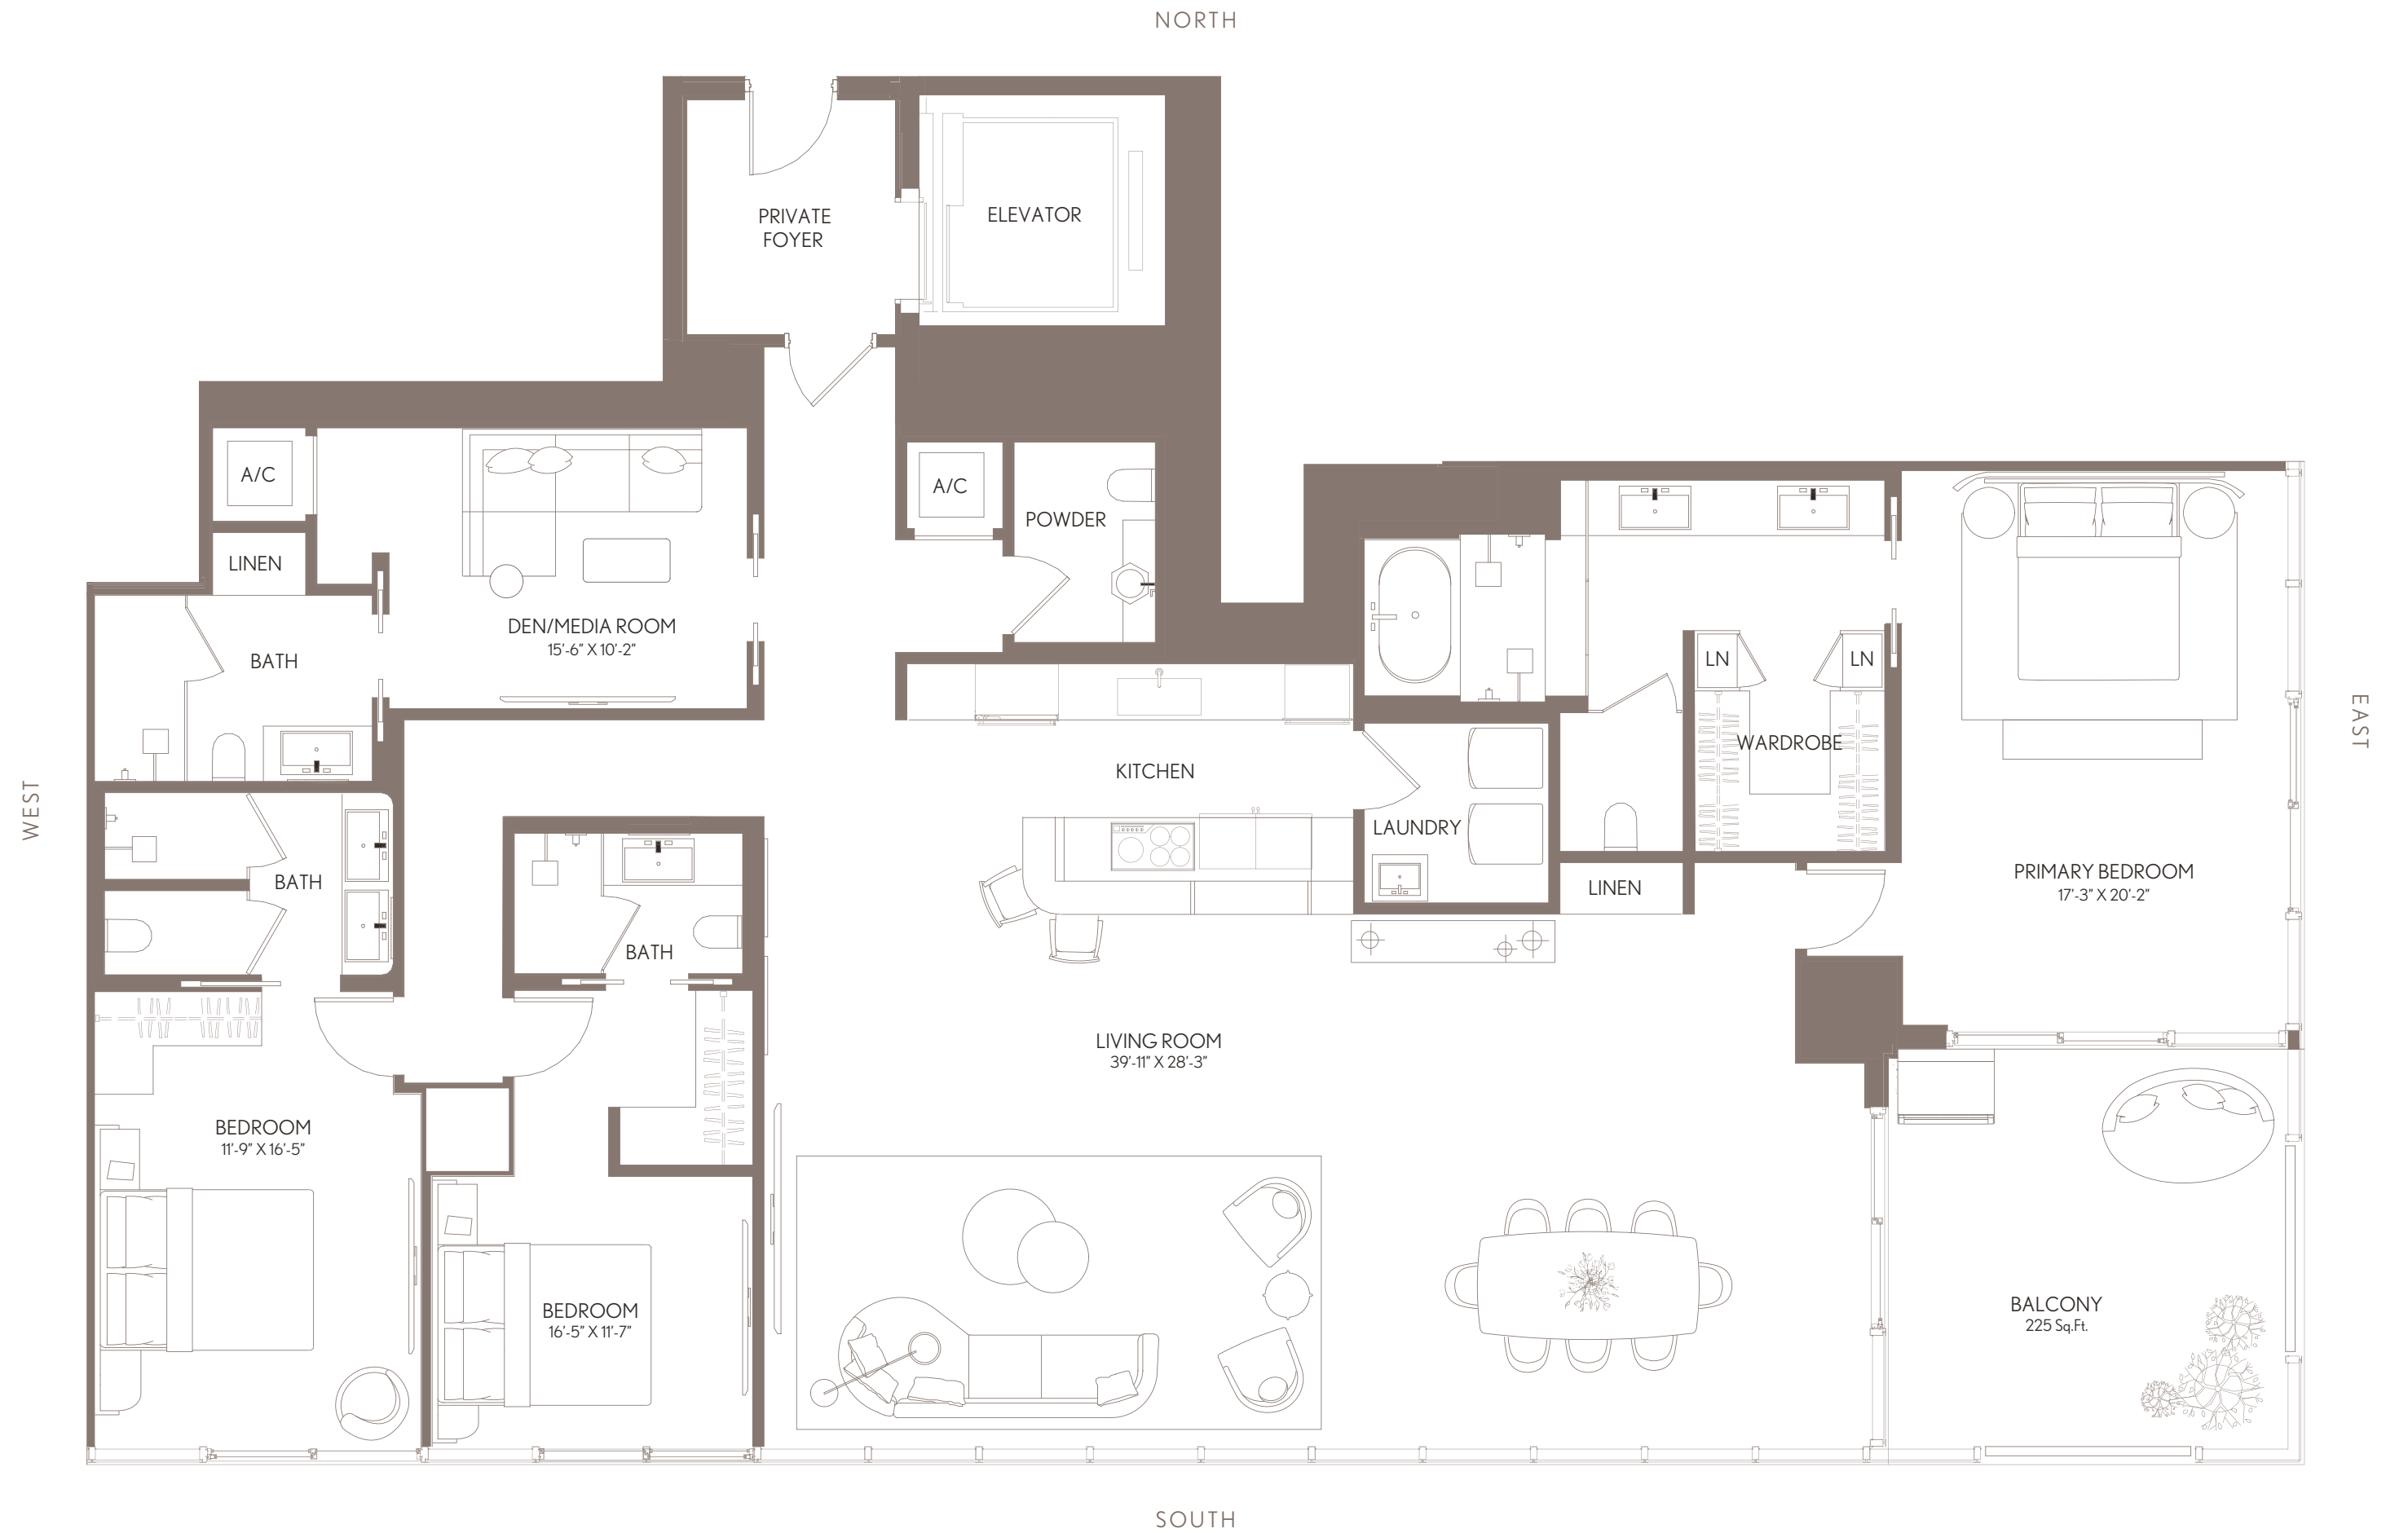 NORTH
PRIVATE
FOYER
ELEVATOR
A/C
A/C
POWDER
LINEN
DEN/MEDIA ROOM
15'-6" X 10'-2"
BATH
LN
LN
WARDROBE
EAST
WEST
KITCHEN
LAUNDRY
PRIMARY BEDROOM
17'-3" X 20'-2"
BATH
LINEN
BATH
LIVING ROOM
39'-11" X 28'-3"
BEDROOM
11'-9" X 16'-5"
BEDROOM
16'-5" X 11'-7"
BALCONY
225 Sq.Ft.
SOUTH